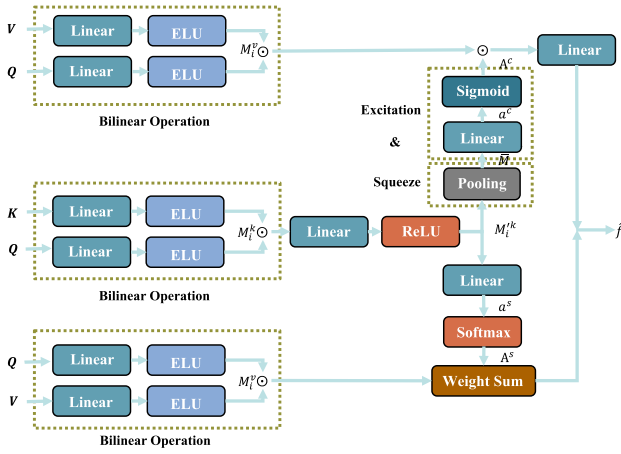 V Linear ELU
Q Linear ELU
M_i^v ⊙
Bilinear Operation
⊙ Linear
A^c
Sigmoid
a^c
Linear
Excitation
&
Squeeze
M̅
Pooling
K Linear ELU
Q Linear ELU
M_i^k ⊙
Linear ReLU M_i'^k
Bilinear Operation
Linear
a^s
Softmax
A^s
Q Linear ELU
V Linear ELU
M_i^v ⊙
Weight Sum
Bilinear Operation